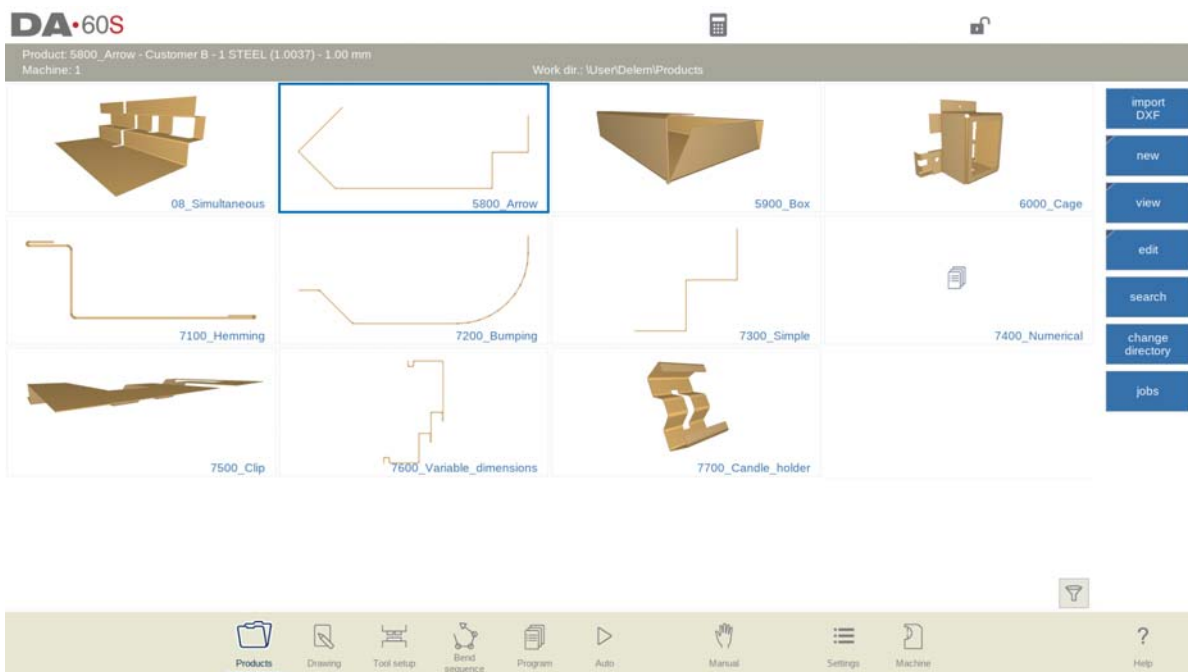 DA•60S
Product: 5800_Arrow - Customer B - 1 STEEL (1.0037) - 1.00 mm
Machine: 1
Work dir.: \User\Delem\Products
08_Simultaneous
5800_Arrow
5900_Box
6000_Cage
7100_Hemming
7200_Bumping
7300_Simple
7400_Numerical
7500_Clip
7600_Variable_dimensions
7700_Candle_holder
import
DXF
new
view
edit
search
change
directory
jobs
Products
Drawing
Tool setup
Bend
sequence
Program
Auto
Manual
Settings
Machine
?
Help